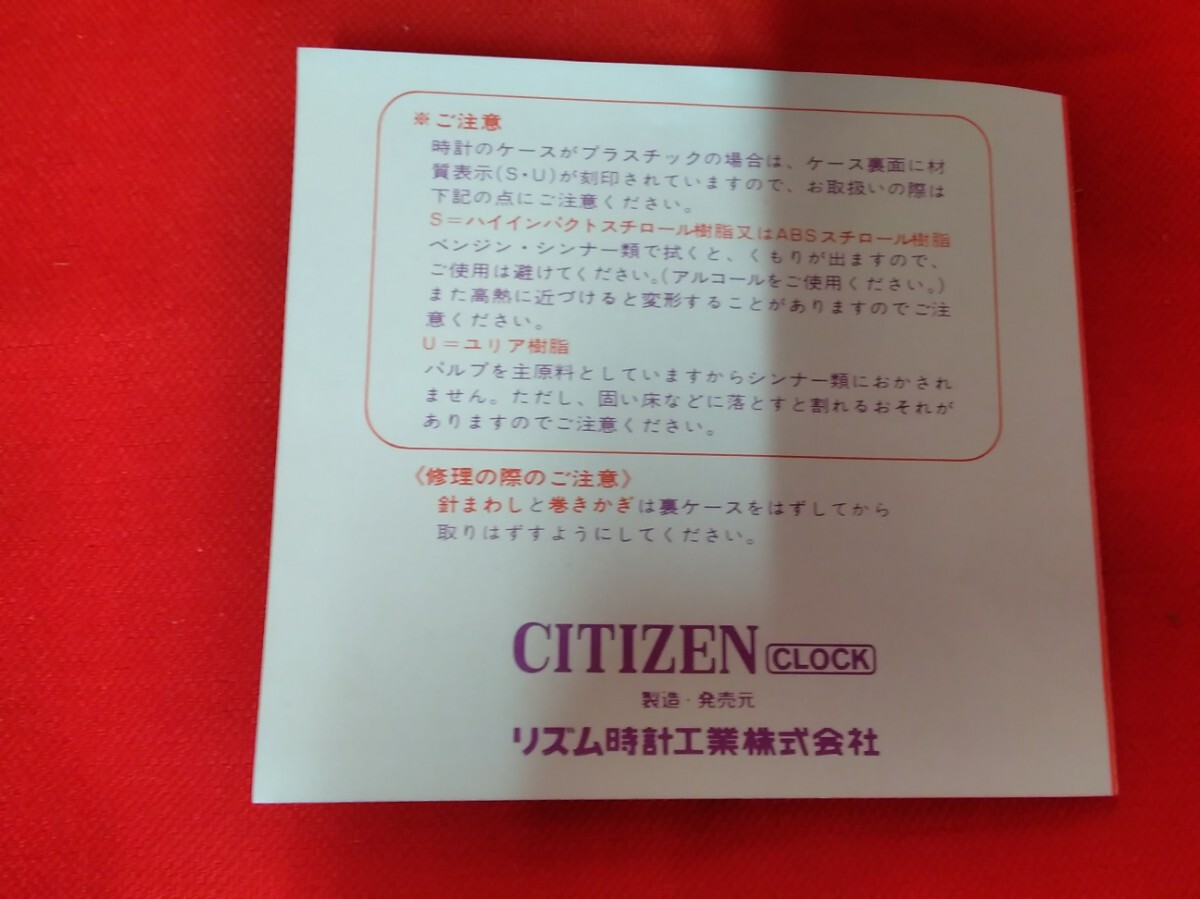 ※ご注意
時計のケースがプラスチックの場合は、ケース裏面に材
質表示(S・U)が刻印されていますので、お取扱いの際は
下記の点にご注意ください。
S＝ハイインパクトスチロール樹脂又はABSスチロール樹脂
ベンジン・シンナー類で拭くと、くもりが出ますので、
ご使用は避けてください。(アルコールをご使用ください。)
また高熱に近づけると変形することがありますのでご注
意ください。
U＝ユリア樹脂
パルプを主原料としていますからシンナー類におかされ
ません。ただし、固い床などに落とすと割れるおそれが
ありますのでご注意ください。
《修理の際のご注意》
針まわしと巻きかぎは裏ケースをはずしてから
取りはずすようにしてください。
CITIZEN CLOCK
製造・発売元
リズム時計工業株式会社